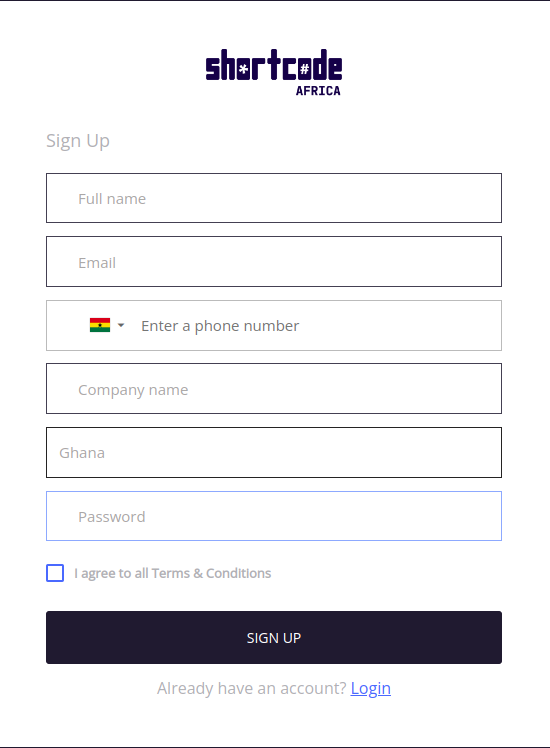 sh*rtc#de
AFRICA
Sign Up
Full name
Email
Enter a phone number
Company name
Ghana
Password
I agree to all Terms & Conditions
SIGN UP
Already have an account? Login